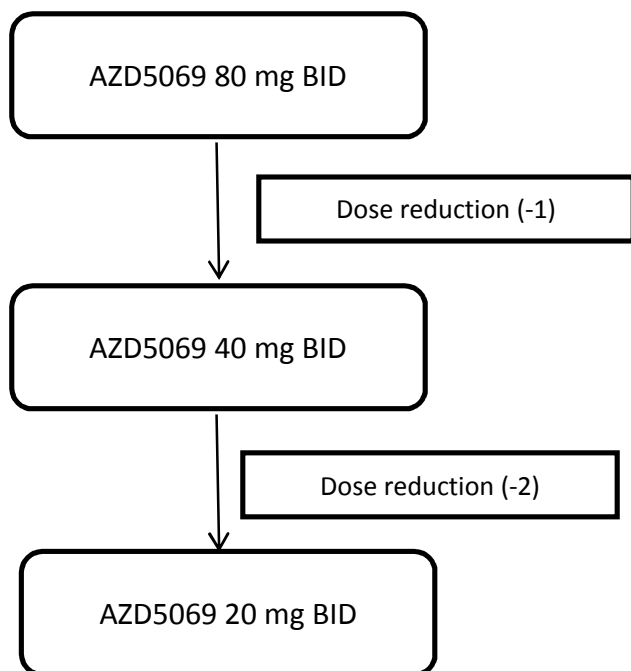 AZD5069 80 mg BID
Dose reduction (-1)
AZD5069 40 mg BID
Dose reduction (-2)
AZD5069 20 mg BID